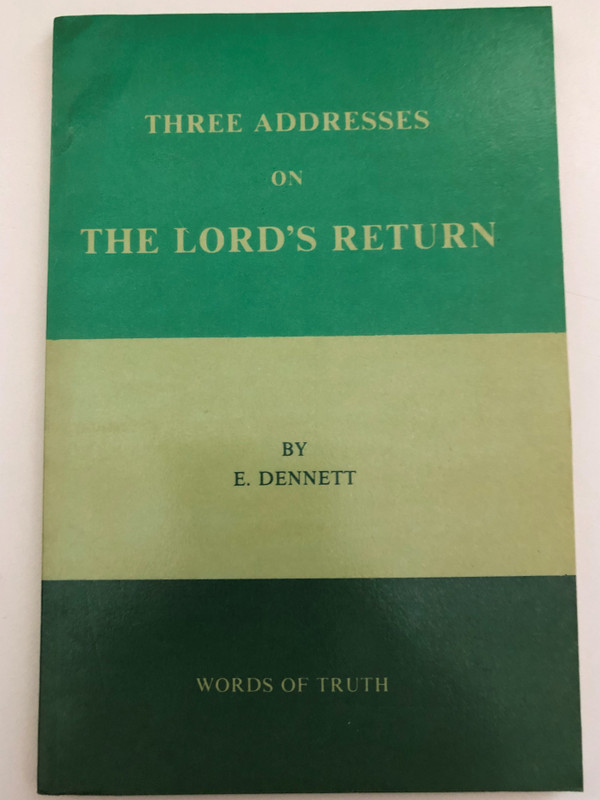 THREE ADDRESSES
ON
THE LORD'S RETURN
BY
E. DENNETT
WORDS OF TRUTH